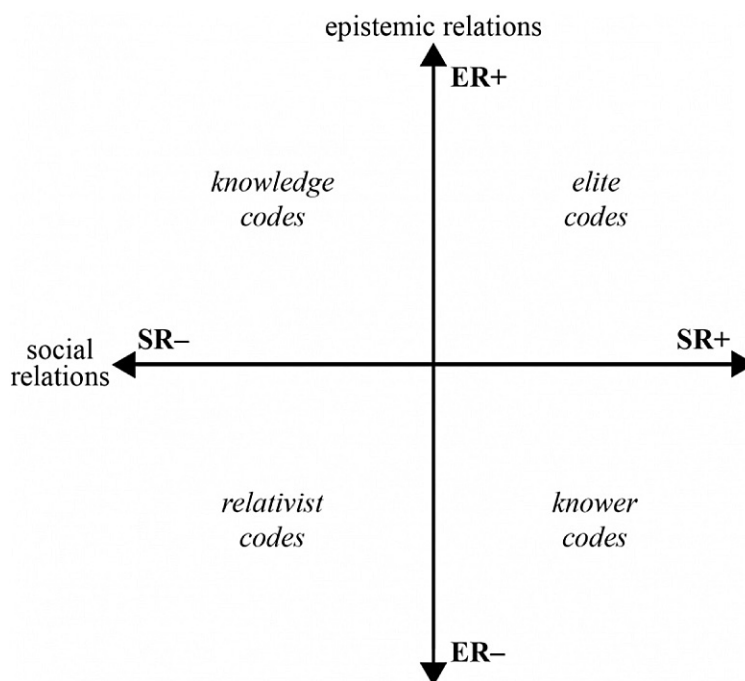 epistemic relations
ER+
knowledge
codes
elite
codes
SR–
SR+
social
relations
relativist
codes
knower
codes
ER–